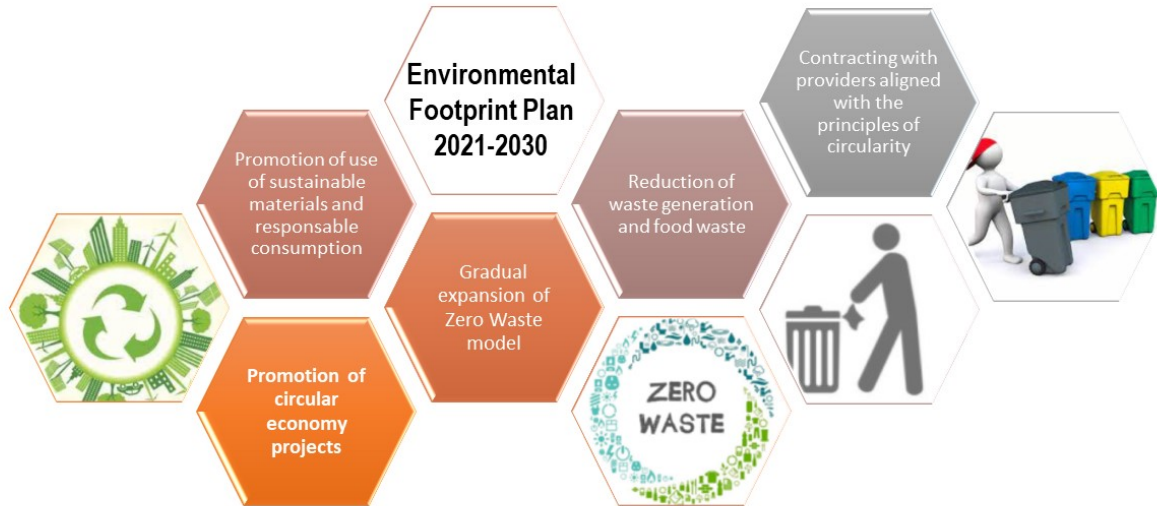 Environmental
Footprint Plan
2021-2030
Contracting with
providers aligned
with the
principles of
circularity
Promotion of use
of sustainable
materials and
responsible
consumption
Reduction of
waste generation
and food waste
Gradual
expansion of
Zero Waste
model
Promotion of
circular
economy
projects
ZERO
WASTE